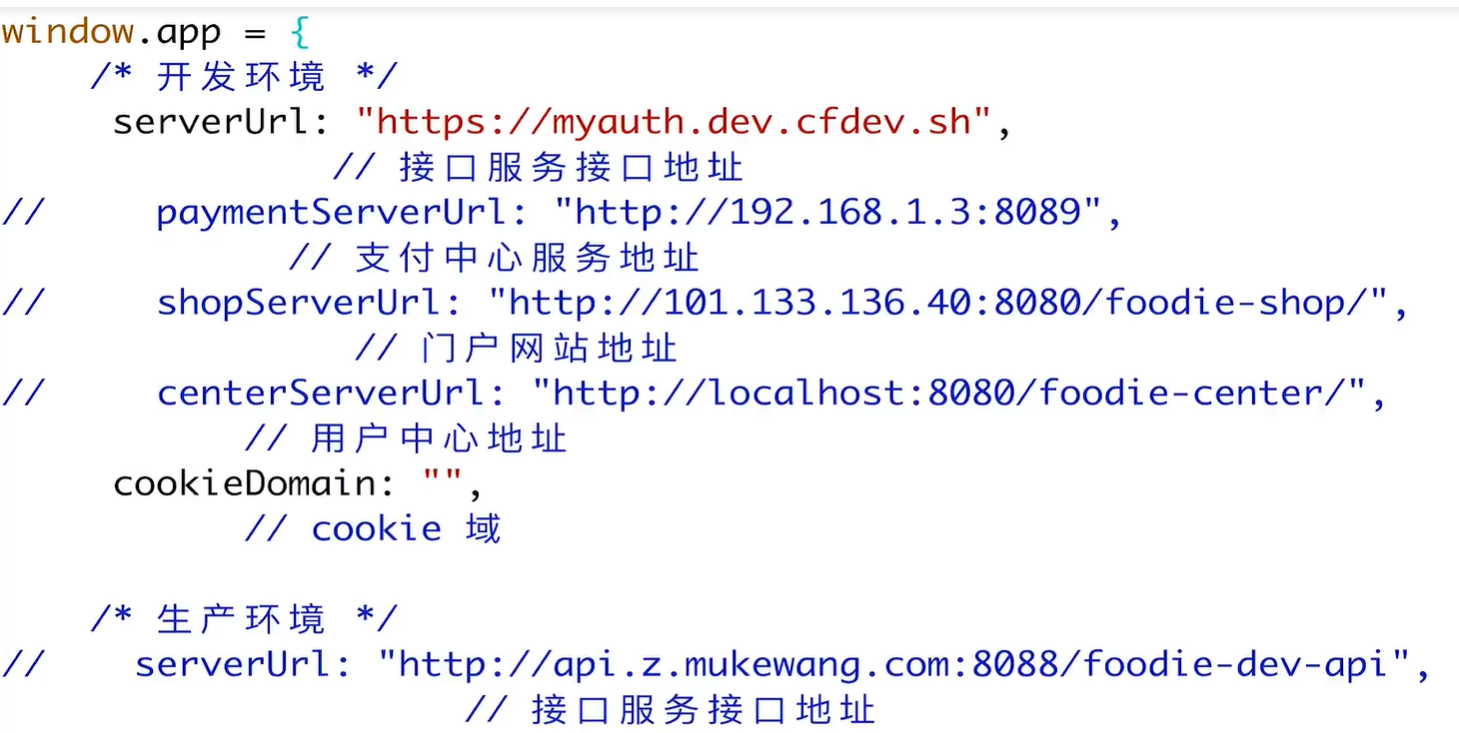 window.app = {
/* 开发环境 */
serverUrl: "https://myauth.dev.cfdev.sh",
// 接口服务接口地址
// paymentServerUrl: "http://192.168.1.3:8089",
// 支付中心服务地址
// shopServerUrl: "http://101.133.136.40:8080/foodie-shop/",
// 门户网站地址
// centerServerUrl: "http://localhost:8080/foodie-center/",
// 用户中心地址
cookieDomain: "",
// cookie 域
/* 生产环境 */
// serverUrl: "http://api.z.mukewang.com:8088/foodie-dev-api",
// 接口服务接口地址